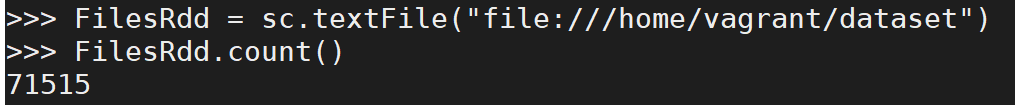 >>> FilesRdd = sc.textFile("file:///home/vagrant/dataset")
>>> FilesRdd.count()
71515